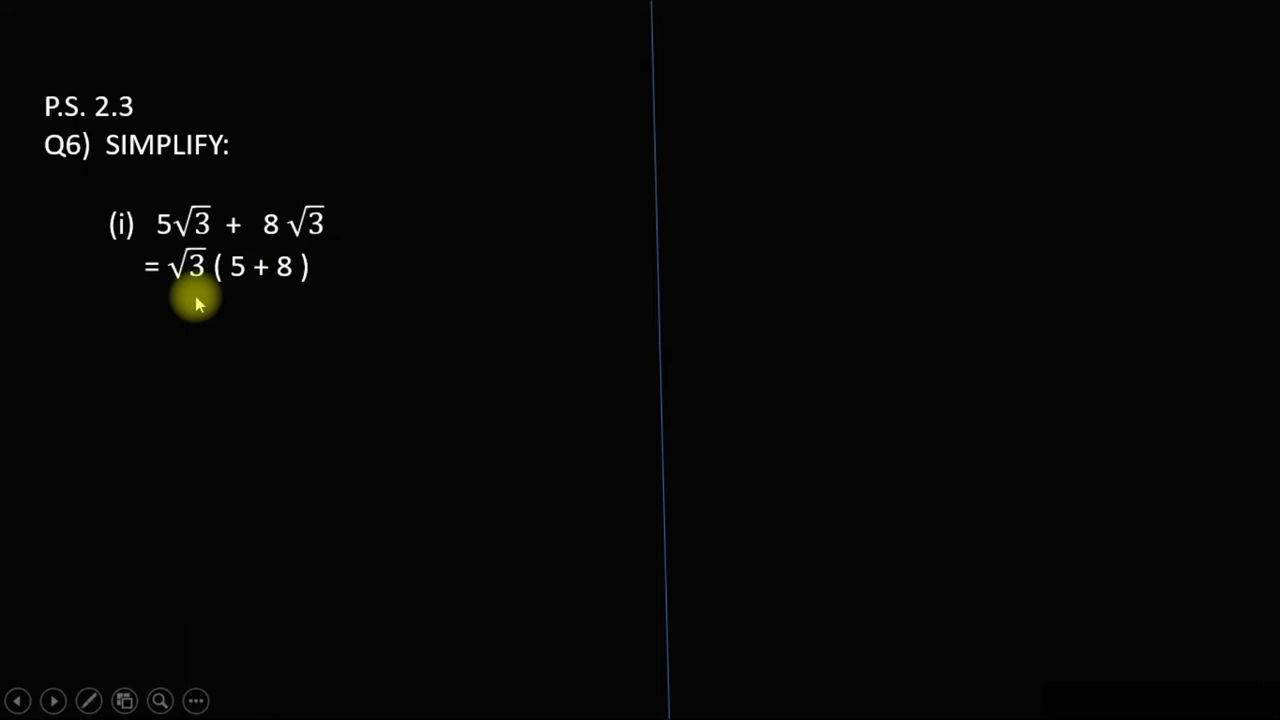 P.S. 2.3
Q6) SIMPLIFY:
(i) 5√3 + 8 √3
= √3 ( 5 + 8 )